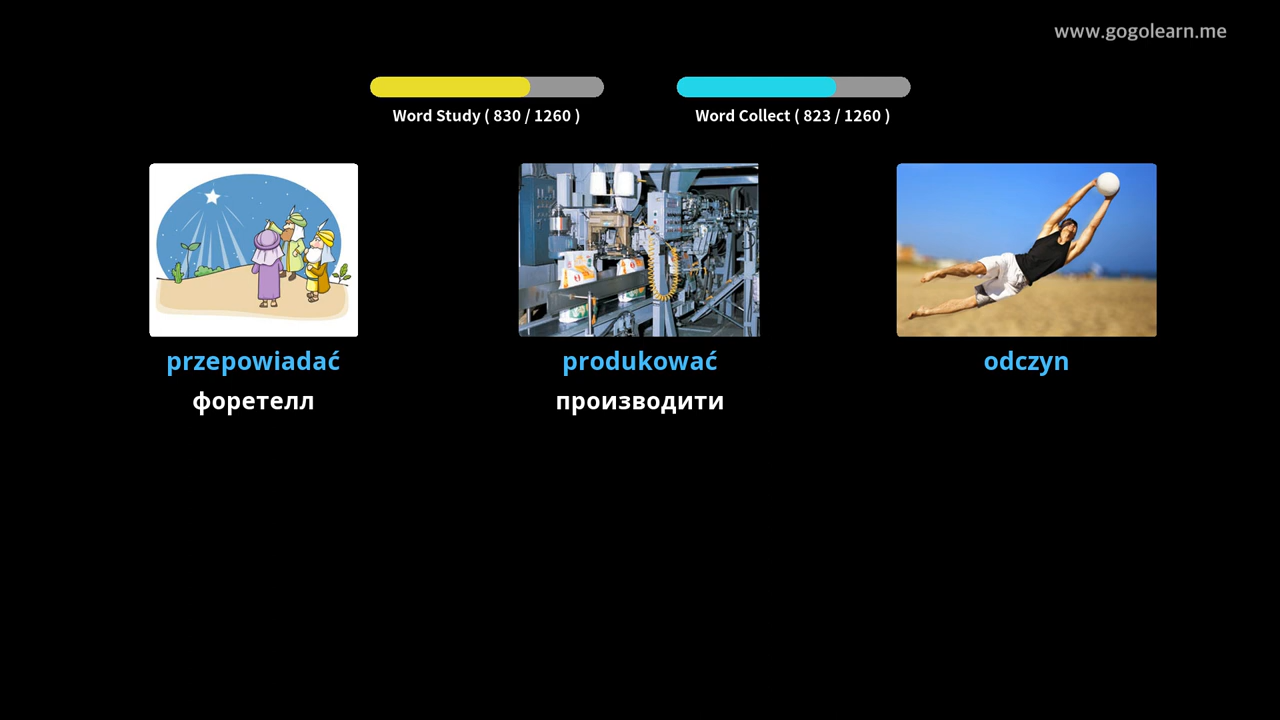 www.gogolearn.me
Word Study ( 830 / 1260 )
Word Collect ( 823 / 1260 )
przepowiadać
produkować
odczyn
форетелл
производити